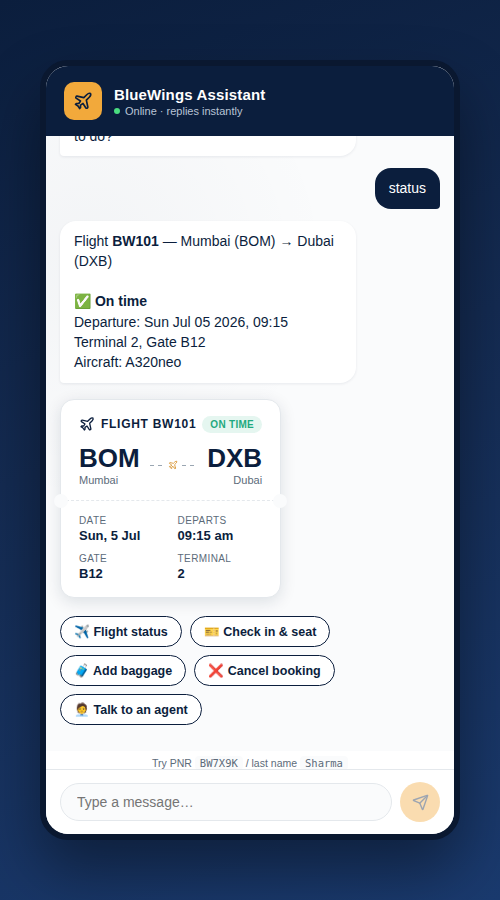 BlueWings Assistant
Online · replies instantly
to do?
status
Flight BW101 — Mumbai (BOM) → Dubai
(DXB)
✅ On time
Departure: Sun Jul 05 2026, 09:15
Terminal 2, Gate B12
Aircraft: A320neo
FLIGHT BW101 ON TIME
BOM DXB
Mumbai Dubai
DATE DEPARTS
Sun, 5 Jul 09:15 am
GATE TERMINAL
B12 2
✈️ Flight status 🎫 Check in & seat
🧳 Add baggage ❌ Cancel booking
🧑‍💼 Talk to an agent
Try PNR BW7X9K / last name Sharma
Type a message…